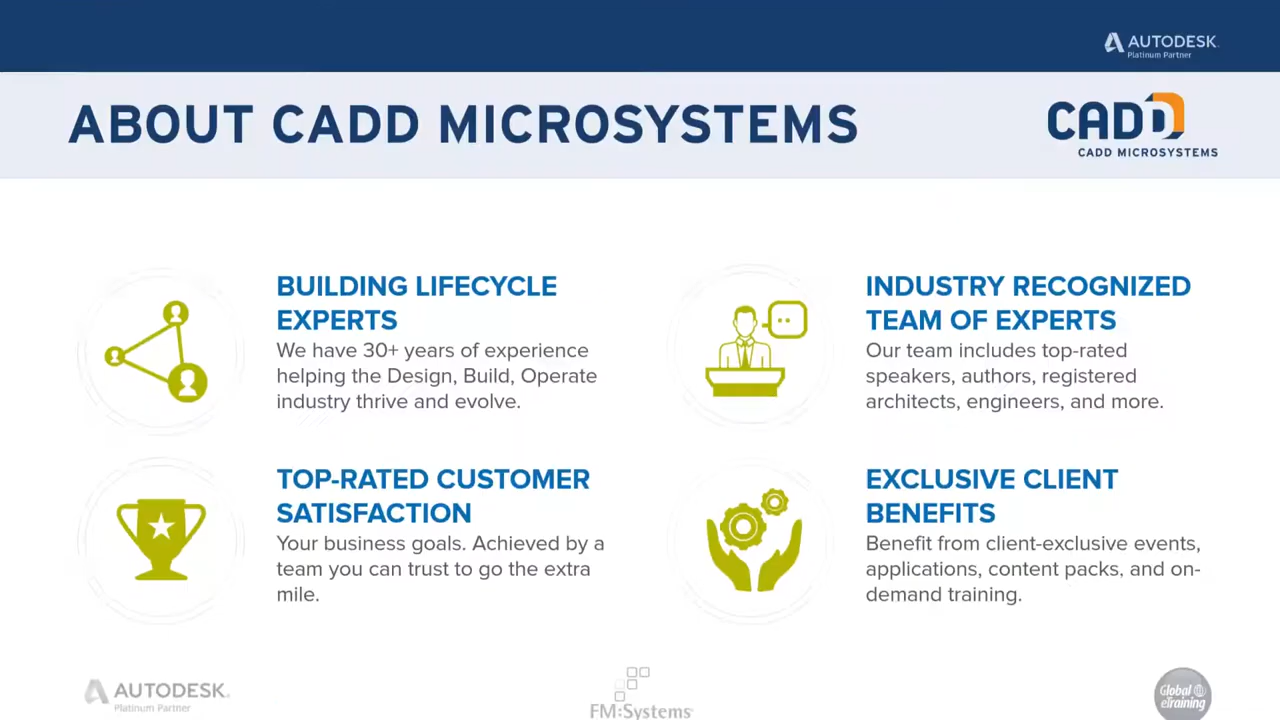 AUTODESK
Platinum Partner
ABOUT CADD MICROSYSTEMS
CADD
CADD MICROSYSTEMS
BUILDING LIFECYCLE
EXPERTS
We have 30+ years of experience
helping the Design, Build, Operate
industry thrive and evolve.
INDUSTRY RECOGNIZED
TEAM OF EXPERTS
Our team includes top-rated
speakers, authors, registered
architects, engineers, and more.
TOP-RATED CUSTOMER
SATISFACTION
Your business goals. Achieved by a
team you can trust to go the extra
mile.
EXCLUSIVE CLIENT
BENEFITS
Benefit from client-exclusive events,
applications, content packs, and on-
demand training.
AUTODESK
Platinum Partner
FM:Systems
Global
eTraining